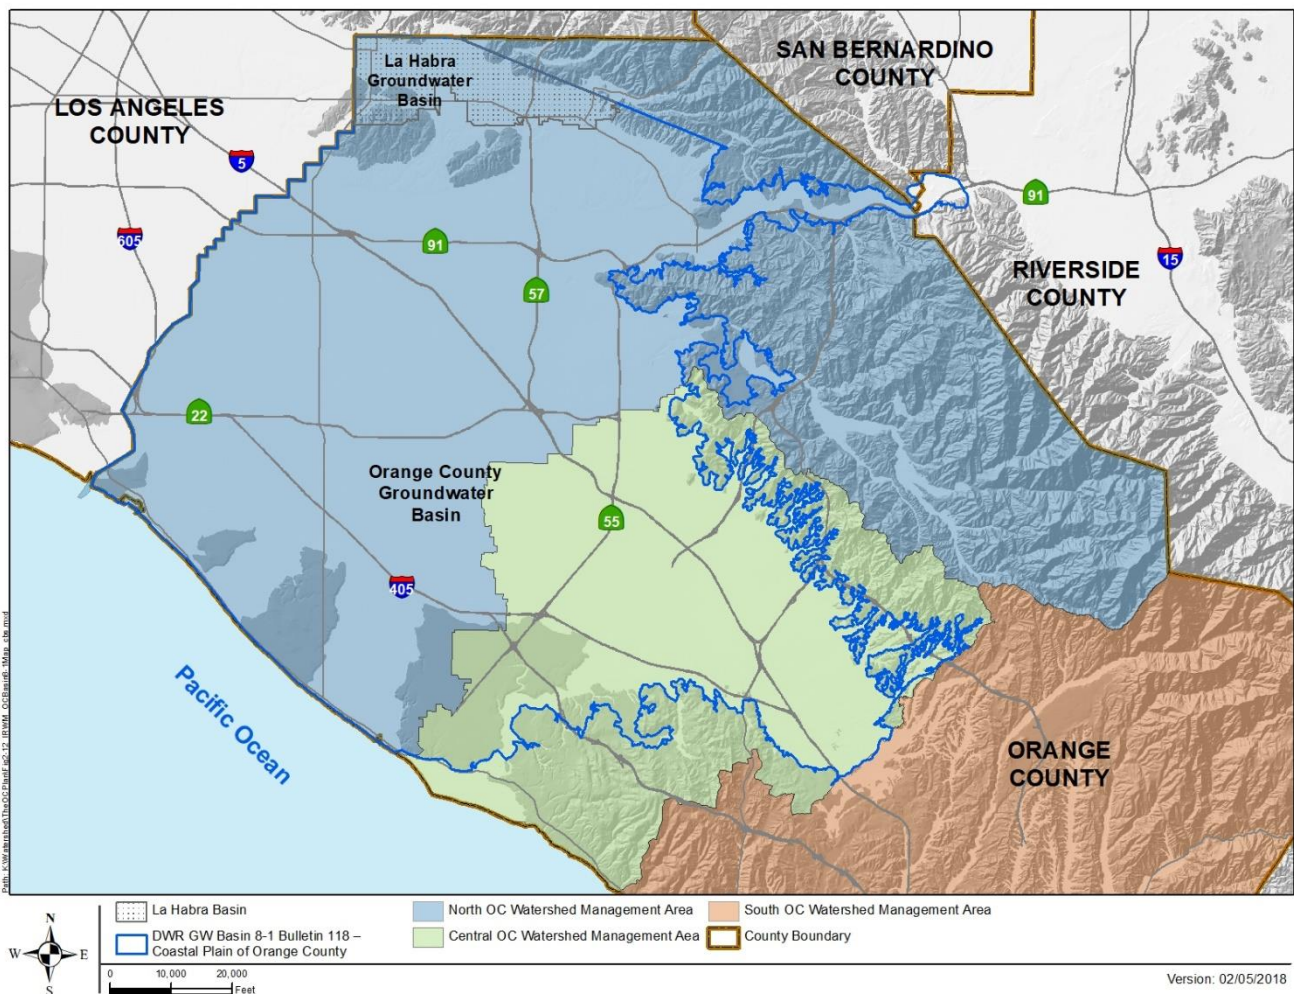 SAN BERNARDINO
COUNTY
La Habra
Groundwater
Basin
LOS ANGELES
COUNTY
5
605
91
91
57
RIVERSIDE
COUNTY
15
22
Orange County
Groundwater
Basin
55
405
Pacific Ocean
ORANGE
COUNTY
N
W
E
S
La Habra Basin
DWR GW Basin 8-1 Bulletin 118 –
Coastal Plain of Orange County
0 10,000 20,000
Feet
North OC Watershed Management Area
Central OC Watershed Management Aea
South OC Watershed Management Area
County Boundary
Version: 02/05/2018